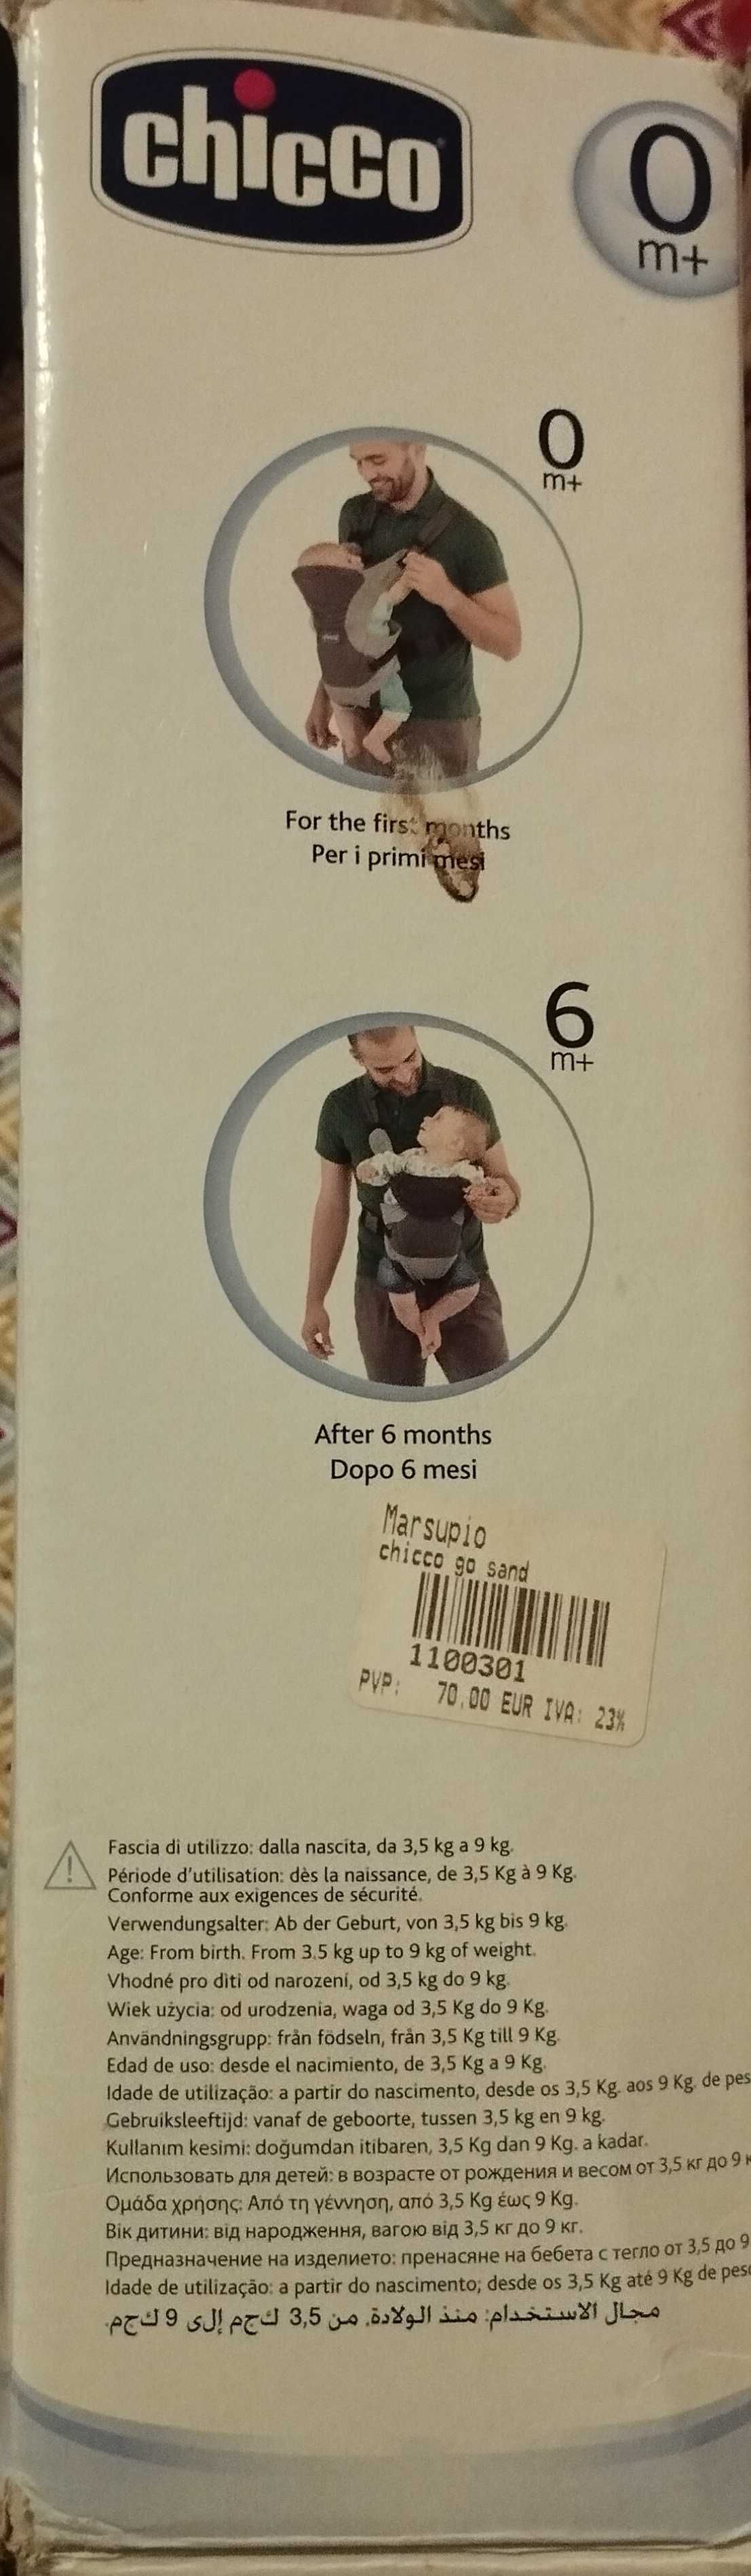 chicco
0
m+
0
m+
For the first months
Per i primi mesi
6
m+
After 6 months
Dopo 6 mesi
Marsupio
chicco go sand
1100301
PVP: 70.00 EUR IVA: 23%
Fascia di utilizzo: dalla nascita, da 3,5 kg a 9 kg.
Période d'utilisation: dès la naissance, de 3,5 Kg à 9 Kg.
Conforme aux exigences de sécurité.
Verwendungsalter: Ab der Geburt, von 3,5 kg bis 9 kg.
Age: From birth. From 3.5 kg up to 9 kg of weight.
Vhodné pro diti od narozeni, od 3,5 kg do 9 kg.
Wiek użycia: od urodzenia, waga od 3,5 Kg do 9 Kg.
Användningsgrupp: från födseln, från 3,5 Kg till 9 Kg.
Edad de uso: desde el nacimiento, de 3,5 Kg a 9 Kg.
Idade de utilização: a partir do nascimento, desde os 3,5 Kg. aos 9 Kg. de pes
Gebruiksleeftijd: vanaf de geboorte, tussen 3,5 kg en 9 kg.
Kullanım kesimi: doğumdan itibaren, 3,5 Kg dan 9 Kg. a kadar.
Использовать для детей: в возрасте от рождения и весом от 3,5 кг до 9 к
Ομάδα χρήσης: Από τη γέννηση, από 3,5 Kg έως 9 Kg.
Вік дитини: від народження, вагою від 3,5 кг до 9 кг.
Предназначение на изделието: пренасяне на бебета с тегло от 3,5 до 9
Idade de utilização: a partir do nascimento; desde os 3,5 Kg até 9 Kg de peso
مجال الاستخدام: منذ الولادة. من 3,5 كجم إلى 9 كجم.